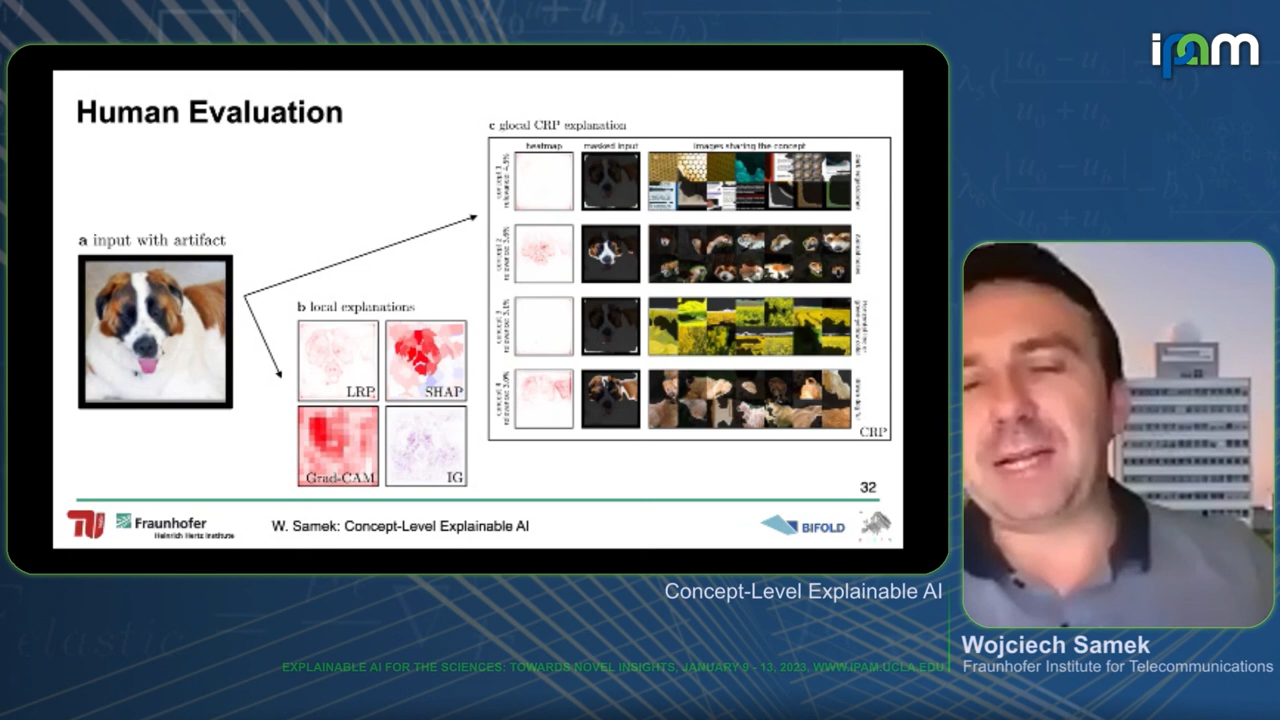 ipam
Human Evaluation
c glocal CRP explanation
heatmap
masked input
images sharing the concept
a input with artifact
b local explanations
LRP
SHAP
Grad-CAM
IG
CRP
32
TU
Fraunhofer
Heinrich Hertz Institute
W. Samek: Concept-Level Explainable AI
BIFOLD
Concept-Level Explainable AI
Wojciech Samek
Fraunhofer Institute for Telecommunications
EXPLAINABLE AI FOR THE SCIENCES: TOWARDS NOVEL INSIGHTS, JANUARY 9 - 13, 2023, WWW.IPAM.UCLA.EDU